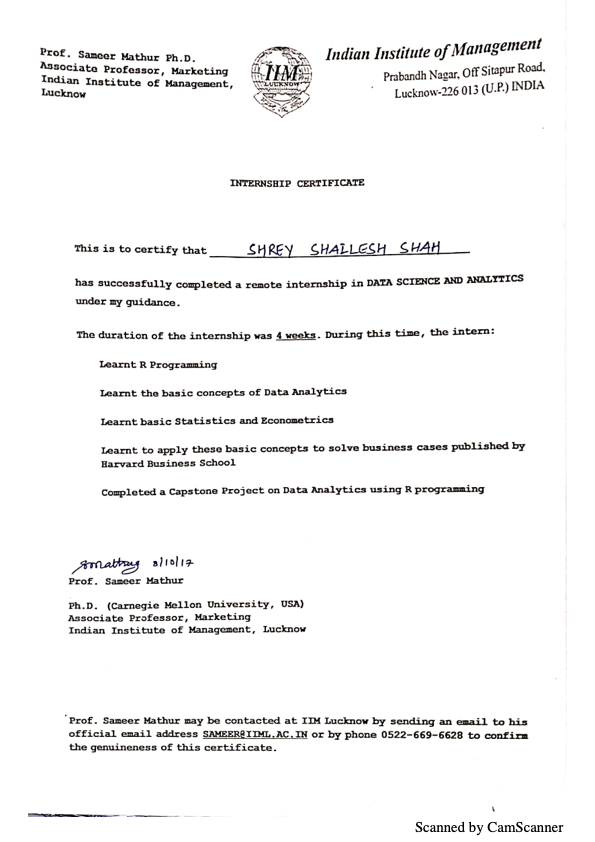 Prof. Sameer Mathur Ph.D.
Associate Professor, Marketing
Indian Institute of Management,
Lucknow
IIM
LUCKNOW
Indian Institute of Management
Prabandh Nagar, Off Sitapur Road,
Lucknow-226 013 (U.P.) INDIA
INTERNSHIP CERTIFICATE
This is to certify that SHREY SHAILESH SHAH
has successfully completed a remote internship in DATA SCIENCE AND ANALYTICS
under my guidance.
The duration of the internship was 4 weeks. During this time, the intern:
Learnt R Programming
Learnt the basic concepts of Data Analytics
Learnt basic Statistics and Econometrics
Learnt to apply these basic concepts to solve business cases published by
Harvard Business School
Completed a Capstone Project on Data Analytics using R programming
8/10/17
Prof. Sameer Mathur
Ph.D. (Carnegie Mellon University, USA)
Associate Professor, Marketing
Indian Institute of Management, Lucknow
Prof. Sameer Mathur may be contacted at IIM Lucknow by sending an email to his
official email address SAMEER@IIML.AC.IN or by phone 0522-669-6628 to confirm
the genuineness of this certificate.
Scanned by CamScanner